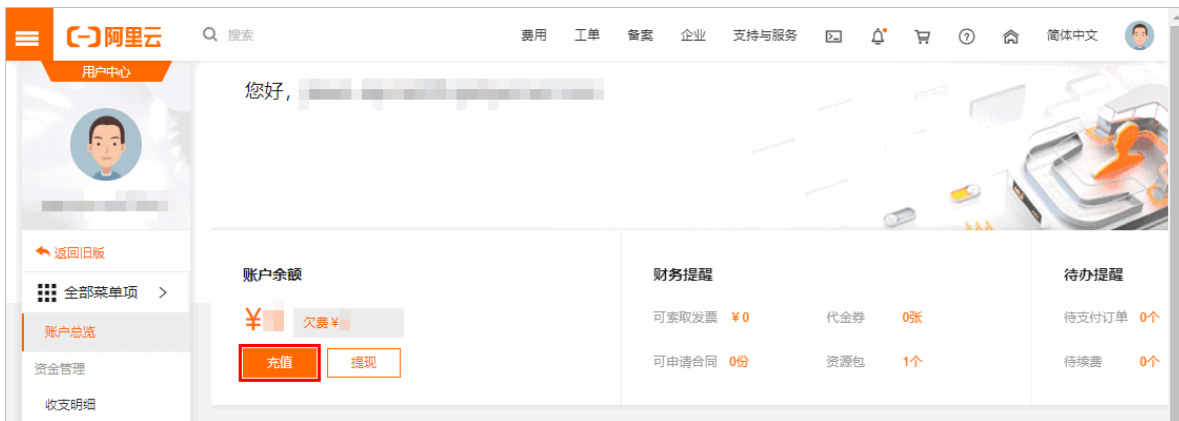 阿里云 搜索 费用 工单 备案 企业 支持与服务 简体中文
用户中心
您好，
返回旧版
全部菜单项
账户总览
资金管理
收支明细
账户余额
¥ 欠费 ¥
充值 提现
财务提醒
可索取发票 ¥ 0 代金券 0张
可申请合同 0份 资源包 1个
待办提醒
待支付订单 0个
待续费 0个